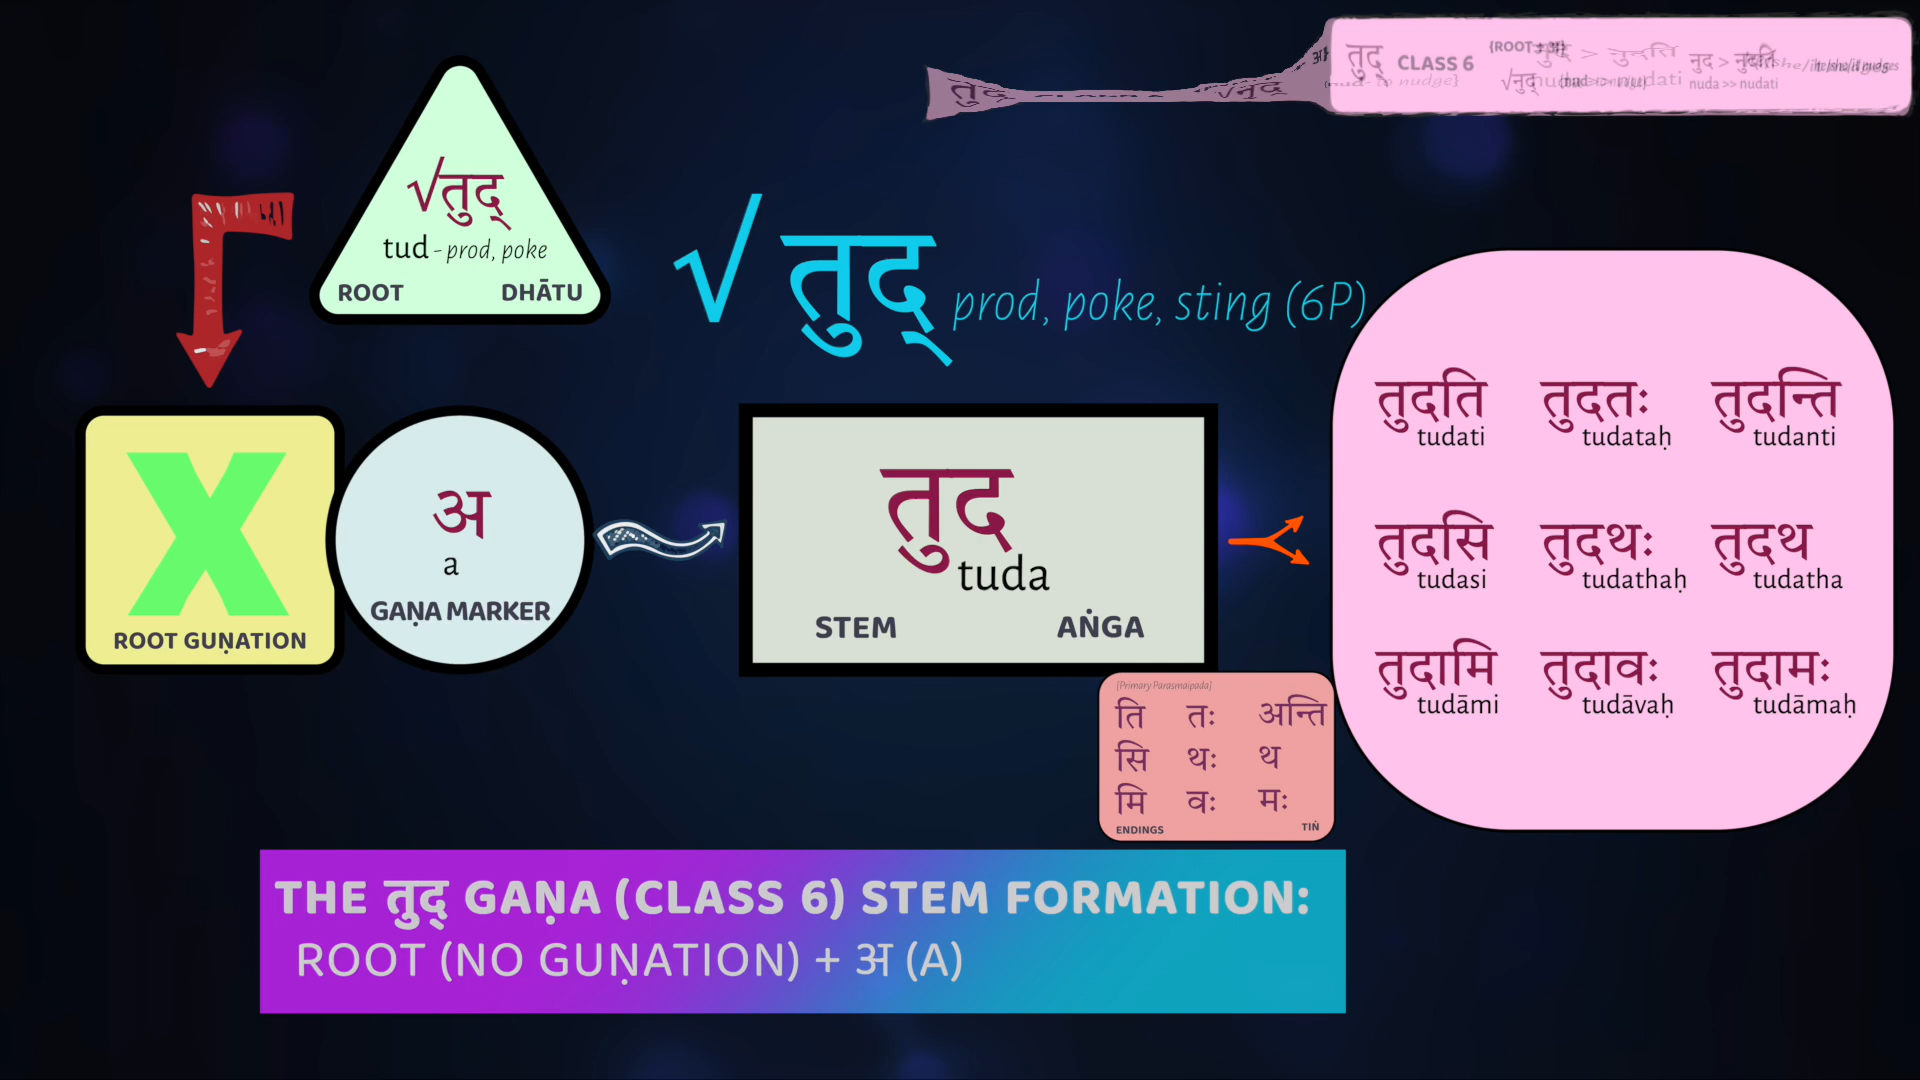 तुद् CLASS 6 {ROOT + अ}
√नुद्
नुद > नुदति
nuda >> nudati
√तुद्
tud - prod, poke
ROOT DHĀTU
√ तुद् prod, poke, sting (6P)
ROOT GUṆATION
अ
a
GAṆA MARKER
तुद
tuda
STEM AṄGA
तुदति तुदतः तुदन्ति
tudati tudataḥ tudanti
तुदसि तुदथः तुदथ
tudasi tudathaḥ tudatha
तुदामि तुदावः तुदामः
tudāmi tudāvaḥ tudāmaḥ
[Primary Parasmaipada]
ति तः अन्ति
सि थः थ
मि वः मः
ENDINGS TIṄ
THE तुद् GAṆA (CLASS 6) STEM FORMATION:
ROOT (NO GUṆATION) + अ (A)